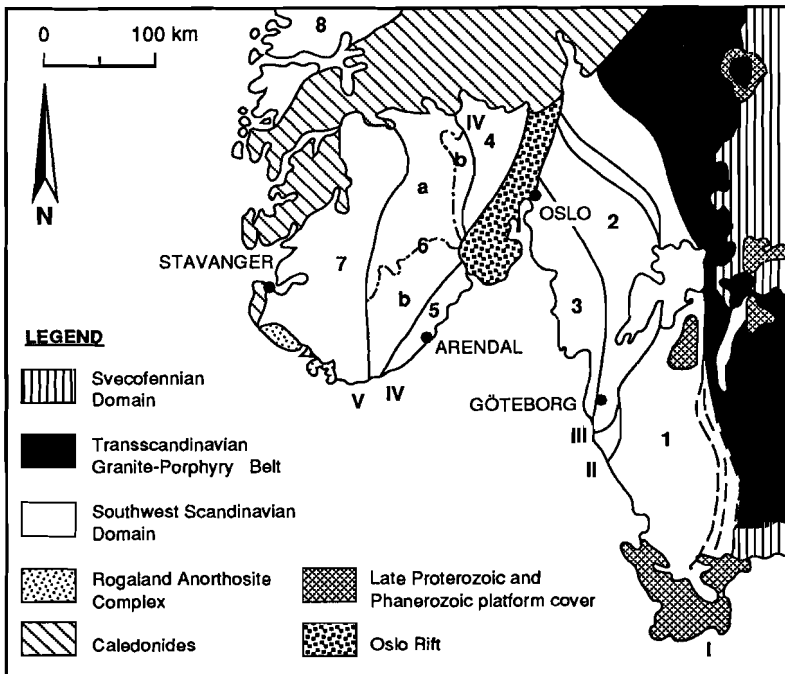 0 100 km
8
N
IV
4
b
a
OSLO
2
6
STAVANGER
7
b
5
3
ARENDAL
GÖTEBORG
V IV
III
II
1
I
LEGEND
Svecofennian
Domain
Transscandinavian
Granite-Porphyry Belt
Southwest Scandinavian
Domain
Rogaland Anorthosite
Complex
Caledonides
Late Proterozoic and
Phanerozoic platform cover
Oslo Rift